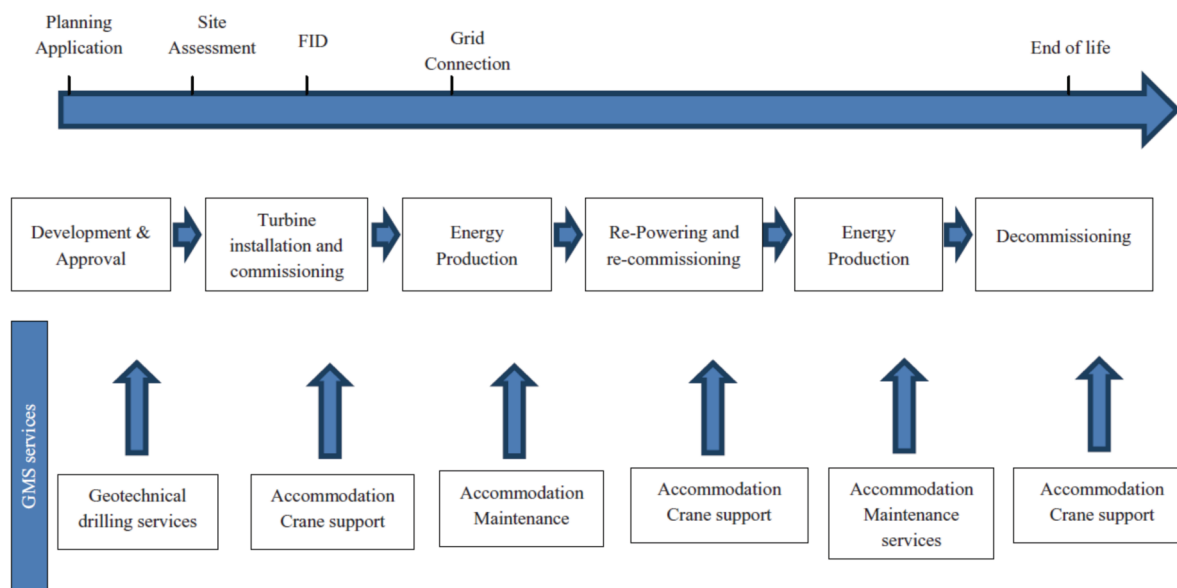 Planning
Application
Site
Assessment
FID
Grid
Connection
End of life
Development &
Approval
Turbine
installation and
commissioning
Energy
Production
Re-Powering and
re-commissioning
Energy
Production
Decommissioning
GMS services
Geotechnical
drilling services
Accommodation
Crane support
Accommodation
Maintenance
Accommodation
Crane support
Accommodation
Maintenance
services
Accommodation
Crane support